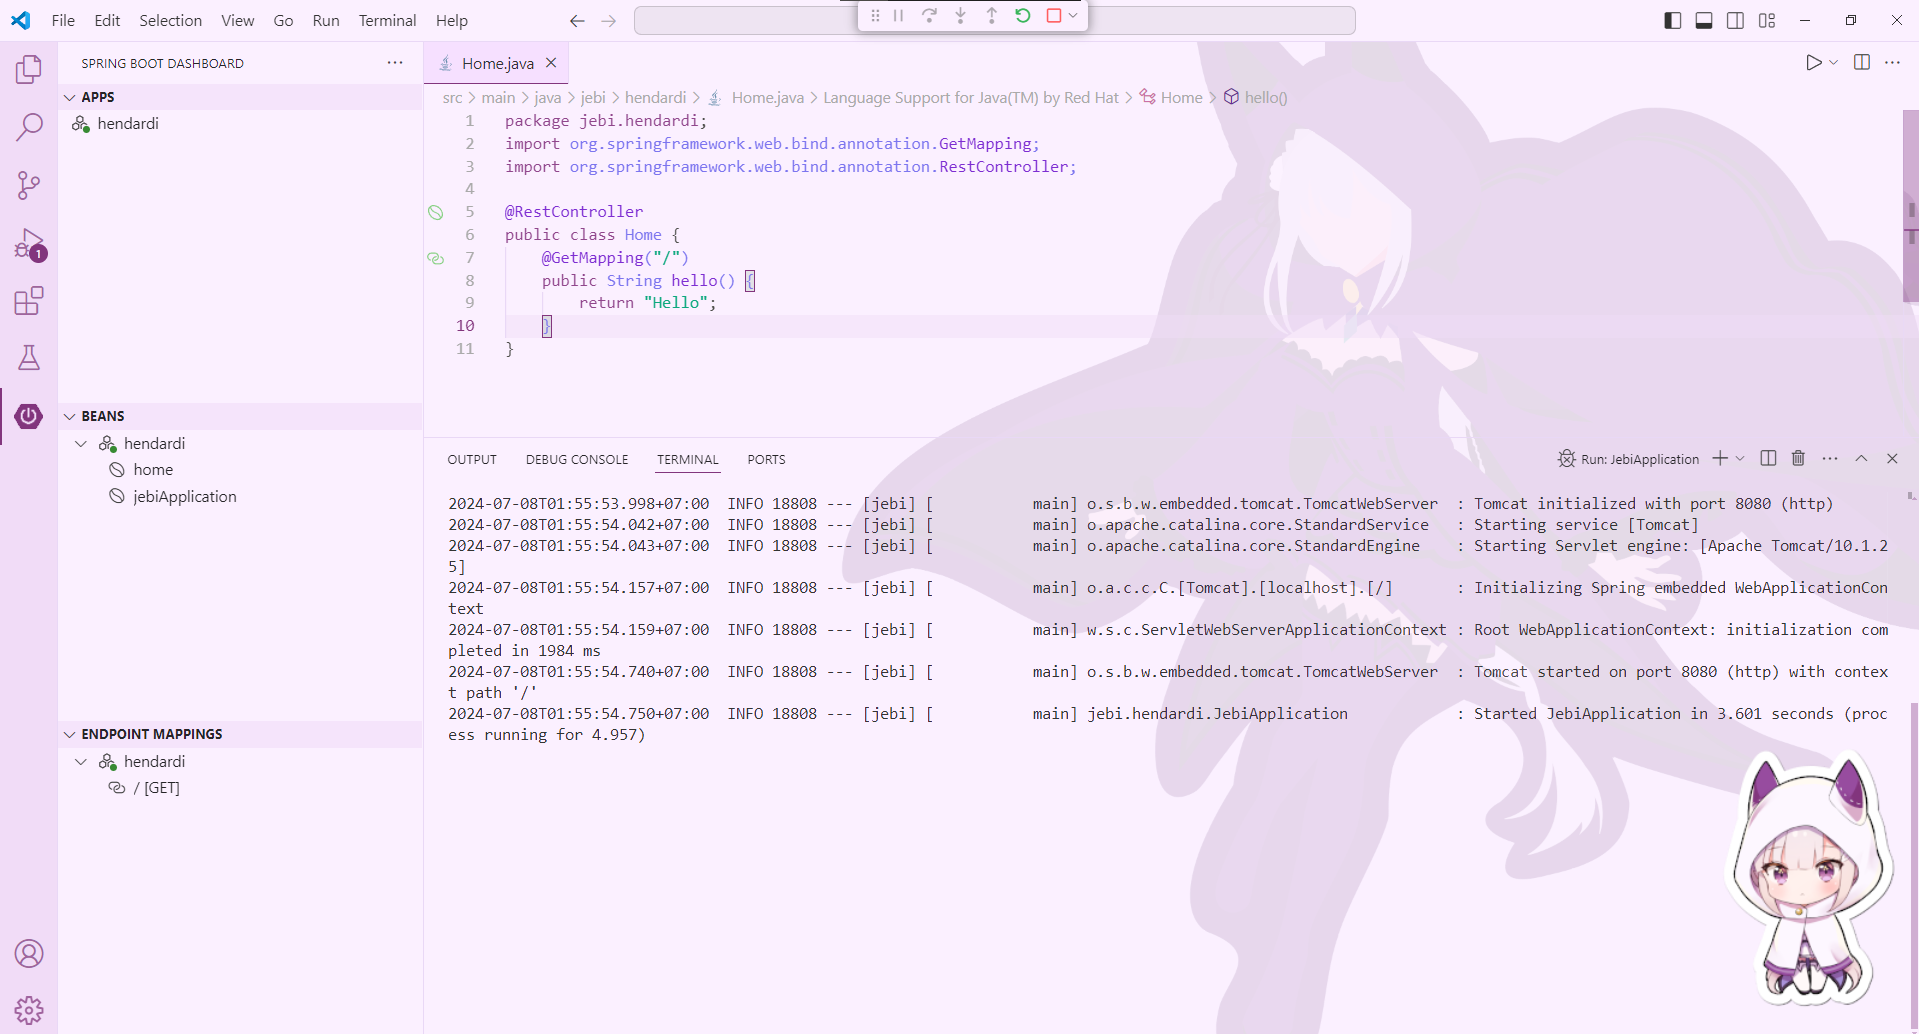 File Edit Selection View Go Run Terminal Help
SPRING BOOT DASHBOARD
APPS
hendardi
BEANS
hendardi
home
jebiApplication
ENDPOINT MAPPINGS
hendardi
/ [GET]
1
Home.java
src > main > java > jebi > hendardi > Home.java > Language Support for Java(TM) by Red Hat > Home > hello()
1 package jebi.hendardi;
2 import org.springframework.web.bind.annotation.GetMapping;
3 import org.springframework.web.bind.annotation.RestController;
4
5 @RestController
6 public class Home {
7 @GetMapping("/")
8 public String hello() {
9 return "Hello";
10 }
11 }
OUTPUT DEBUG CONSOLE TERMINAL PORTS
Run: JebiApplication
2024-07-08T01:55:53.998+07:00  INFO 18808 --- [jebi] [           main] o.s.b.w.embedded.tomcat.TomcatWebServer  : Tomcat initialized with port 8080 (http)
2024-07-08T01:55:54.042+07:00  INFO 18808 --- [jebi] [           main] o.apache.catalina.core.StandardService   : Starting service [Tomcat]
2024-07-08T01:55:54.043+07:00  INFO 18808 --- [jebi] [           main] o.apache.catalina.core.StandardEngine    : Starting Servlet engine: [Apache Tomcat/10.1.2
5]
2024-07-08T01:55:54.157+07:00  INFO 18808 --- [jebi] [           main] o.a.c.c.C.[Tomcat].[localhost].[/]       : Initializing Spring embedded WebApplicationCon
text
2024-07-08T01:55:54.159+07:00  INFO 18808 --- [jebi] [           main] w.s.c.ServletWebServerApplicationContext : Root WebApplicationContext: initialization com
pleted in 1984 ms
2024-07-08T01:55:54.740+07:00  INFO 18808 --- [jebi] [           main] o.s.b.w.embedded.tomcat.TomcatWebServer  : Tomcat started on port 8080 (http) with contex
t path '/'
2024-07-08T01:55:54.750+07:00  INFO 18808 --- [jebi] [           main] jebi.hendardi.JebiApplication            : Started JebiApplication in 3.601 seconds (proc
ess running for 4.957)